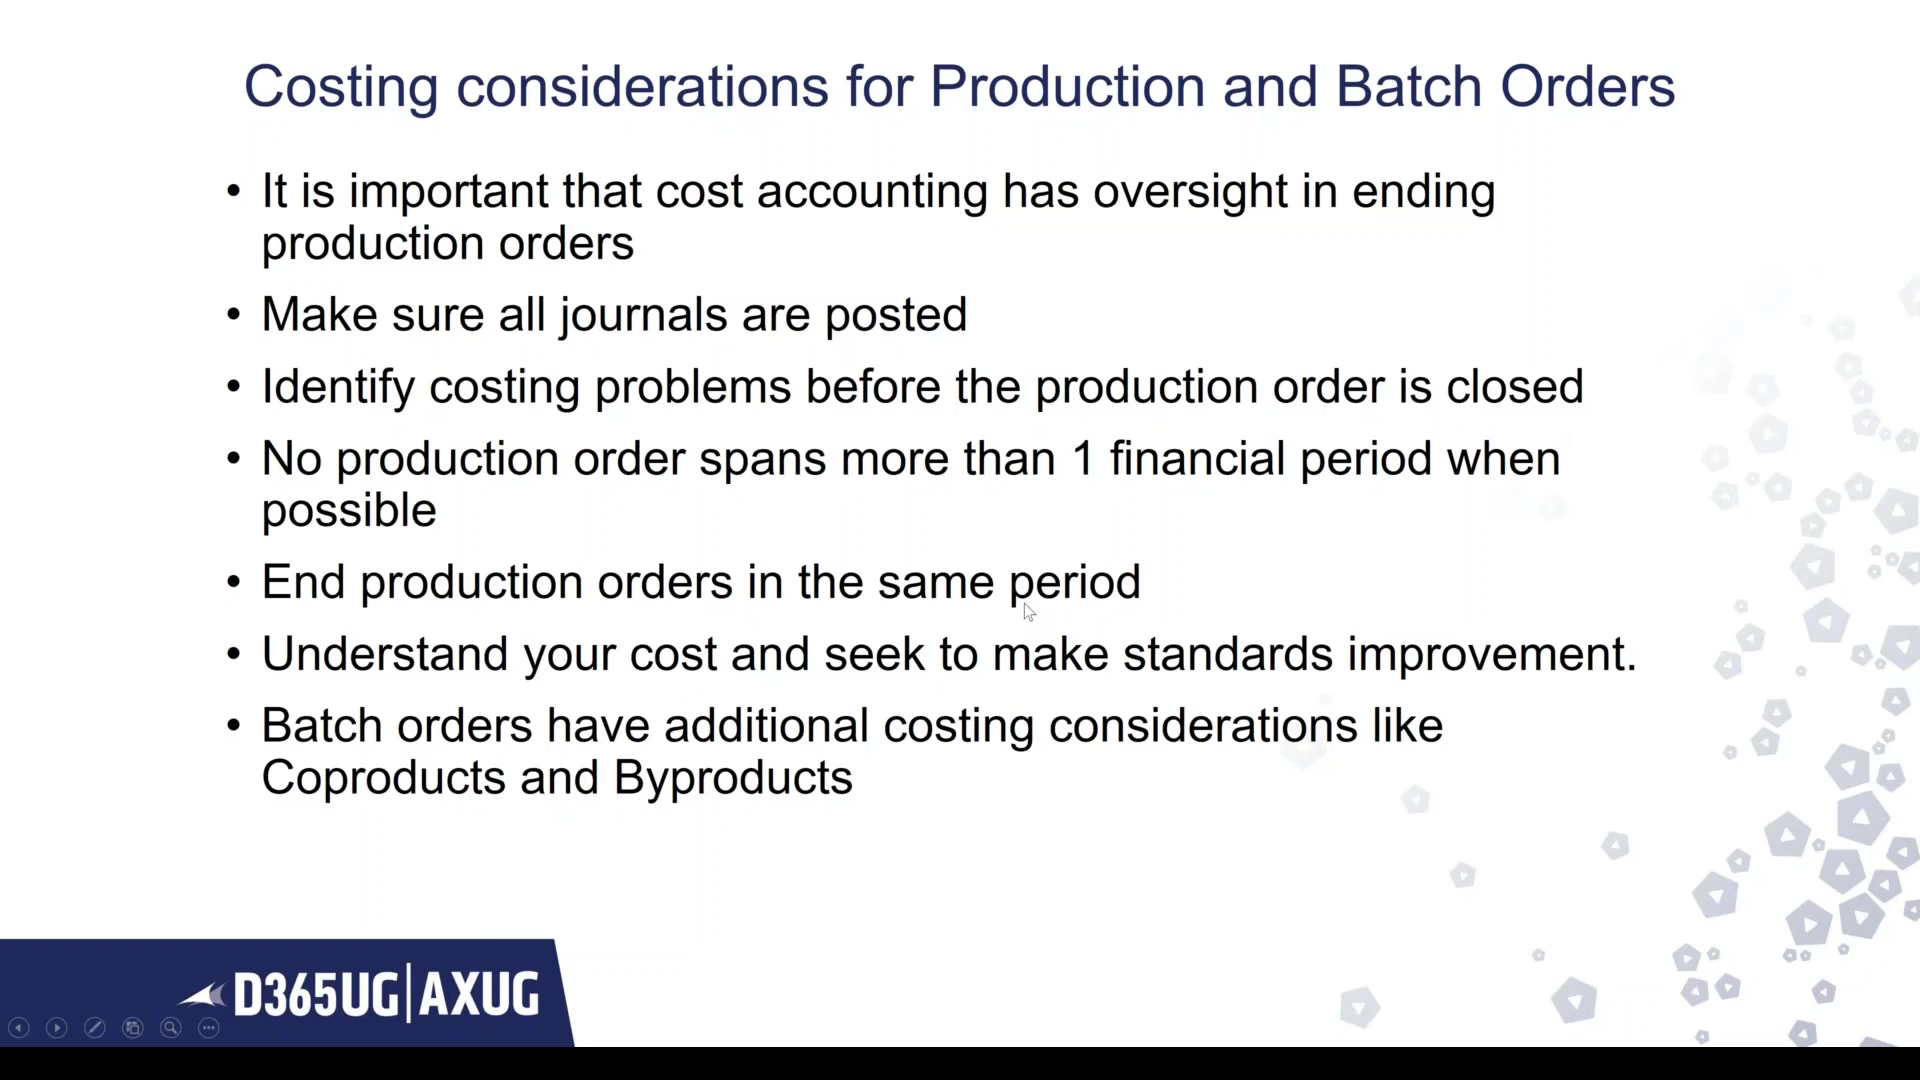 Costing considerations for Production and Batch Orders
• It is important that cost accounting has oversight in ending
production orders
• Make sure all journals are posted
• Identify costing problems before the production order is closed
• No production order spans more than 1 financial period when
possible
• End production orders in the same period
• Understand your cost and seek to make standards improvement.
• Batch orders have additional costing considerations like
Coproducts and Byproducts
D365UG|AXUG